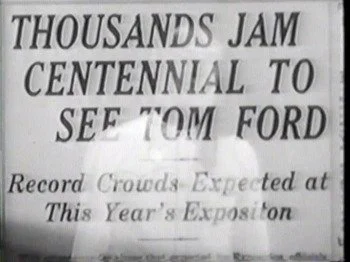 THOUSANDS JAM
CENTENNIAL TO
SEE TOM FORD
Record Crowds Expected at
This Year's Expositon